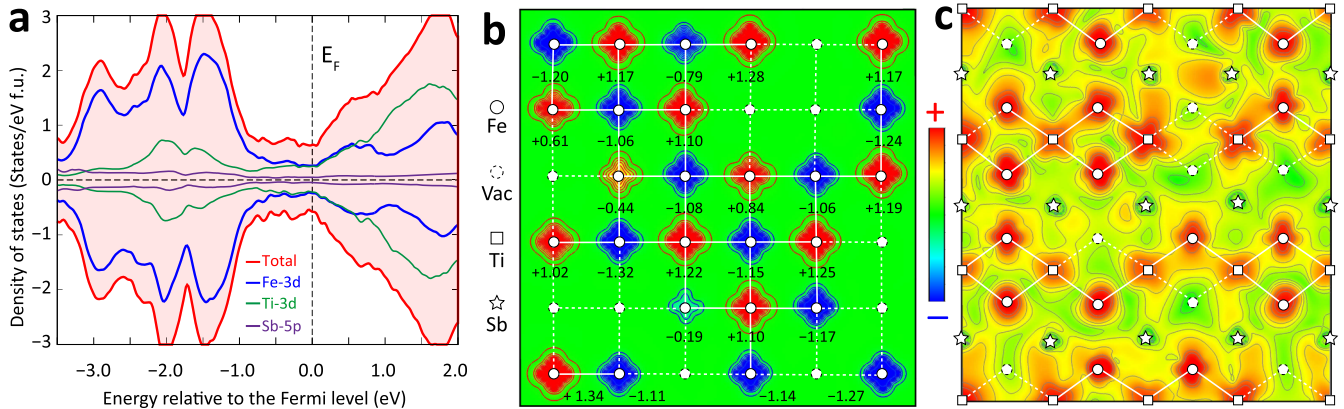 a
Density of states (States/eV f.u.)
3
2
1
0
−1
−2
−3
E_F
Total
Fe-3d
Ti-3d
Sb-5p
−3.0 −2.0 −1.0 0.0 1.0 2.0
Energy relative to the Fermi level (eV)
b
Fe
Vac
Ti
Sb
−1.20 +1.17 −0.79 +1.28 +1.17
+0.61 −1.06 +1.10 −1.24
−0.44 −1.08 +0.84 −1.06 +1.19
+1.02 −1.32 +1.22 −1.15 +1.25
−0.19 +1.10 −1.17
+1.34 −1.11 −1.14 −1.27
c
+
−